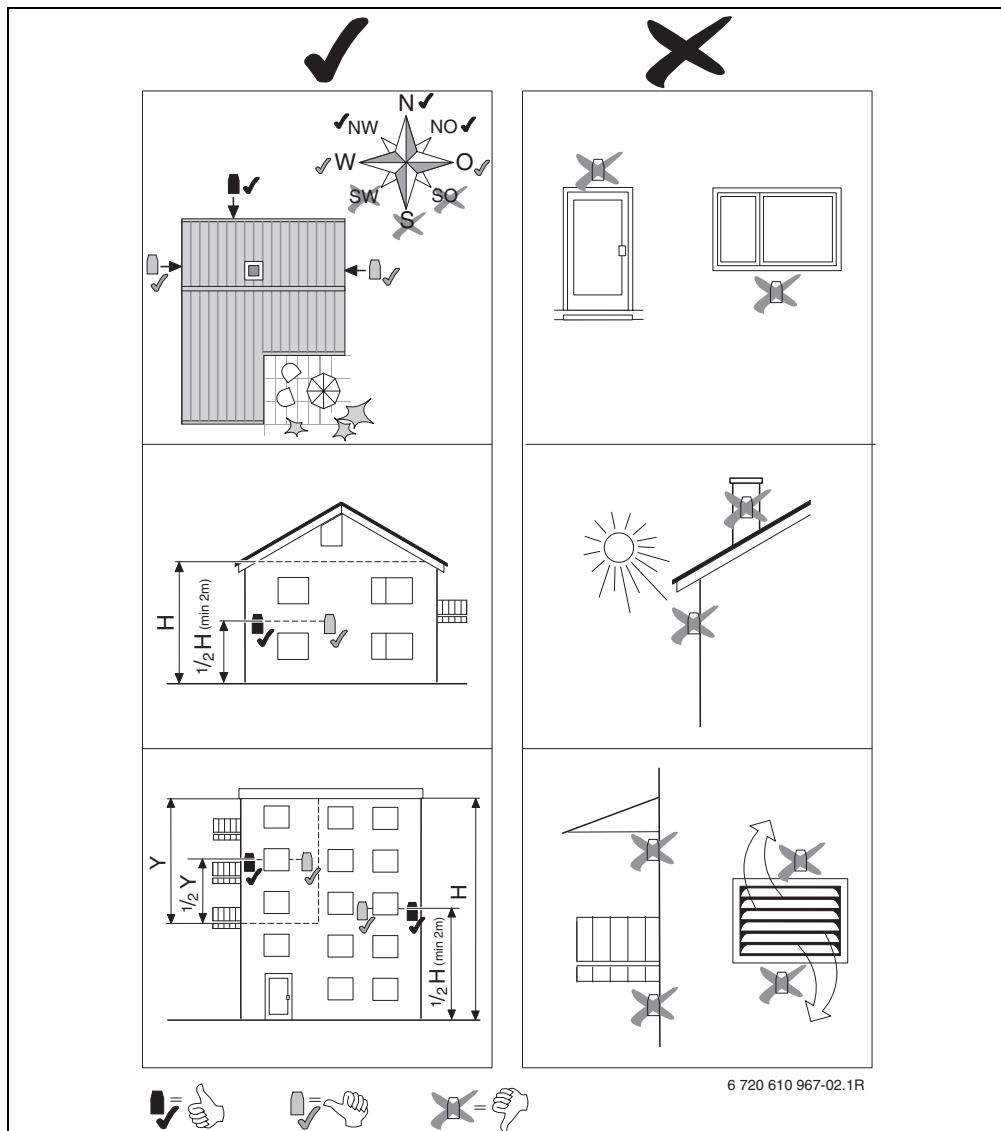 N
NW NO
W O
SW SO
S
H
1/2 H (min 2m)
Y
1/2 Y
H
1/2 H (min 2m)
6 720 610 967-02.1R
= 
=
=